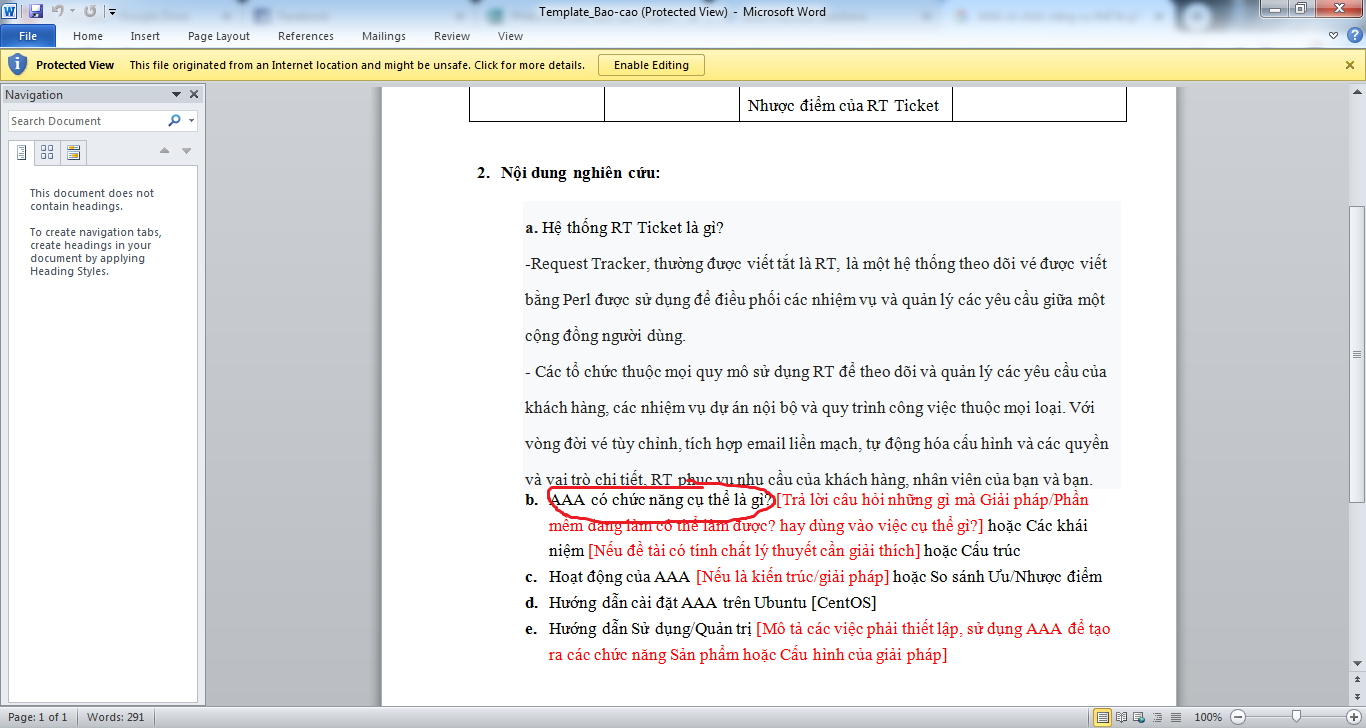 Template_Bao-cao (Protected View) - Microsoft Word
File Home Insert Page Layout References Mailings Review View
Protected View This file originated from an Internet location and might be unsafe. Click for more details. Enable Editing
Navigation
Search Document
This document does not
contain headings.
To create navigation tabs,
create headings in your
document by applying
Heading Styles.
Nhược điểm của RT Ticket
2. Nội dung nghiên cứu:
a. Hệ thống RT Ticket là gì?
-Request Tracker, thường được viết tắt là RT, là một hệ thống theo dõi vé được viết
bằng Perl được sử dụng để điều phối các nhiệm vụ và quản lý các yêu cầu giữa một
cộng đồng người dùng.
- Các tổ chức thuộc mọi quy mô sử dụng RT để theo dõi và quản lý các yêu cầu của
khách hàng, các nhiệm vụ dự án nội bộ và quy trình công việc thuộc mọi loại. Với
vòng đời vé tùy chỉnh, tích hợp email liền mạch, tự động hóa cấu hình và các quyền
và vai trò chi tiết, RT phục vụ nhu cầu của khách hàng, nhân viên của bạn và bạn.
b. AAA có chức năng cụ thể là gì? [Trả lời câu hỏi những gì mà Giải pháp/Phần
mềm đang làm có thể làm được? hay dùng vào việc cụ thể gì?] hoặc Các khái
niệm [Nếu đề tài có tính chất lý thuyết cần giải thích] hoặc Cấu trúc
c. Hoạt động của AAA [Nếu là kiến trúc/giải pháp] hoặc So sánh Ưu/Nhược điểm
d. Hướng dẫn cài đặt AAA trên Ubuntu [CentOS]
e. Hướng dẫn Sử dụng/Quản trị [Mô tả các việc phải thiết lập, sử dụng AAA để tạo
ra các chức năng Sản phẩm hoặc Cấu hình của giải pháp]
Page: 1 of 1 Words: 291 100%